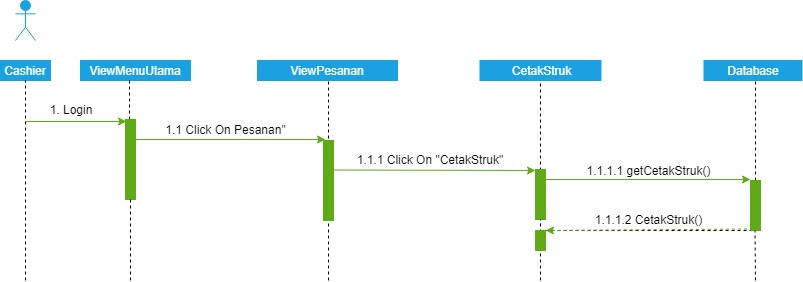 Cashier
ViewMenuUtama
ViewPesanan
CetakStruk
Database
1. Login
1.1 Click On Pesanan"
1.1.1 Click On "CetakStruk"
1.1.1.1 getCetakStruk()
1.1.1.2 CetakStruk()